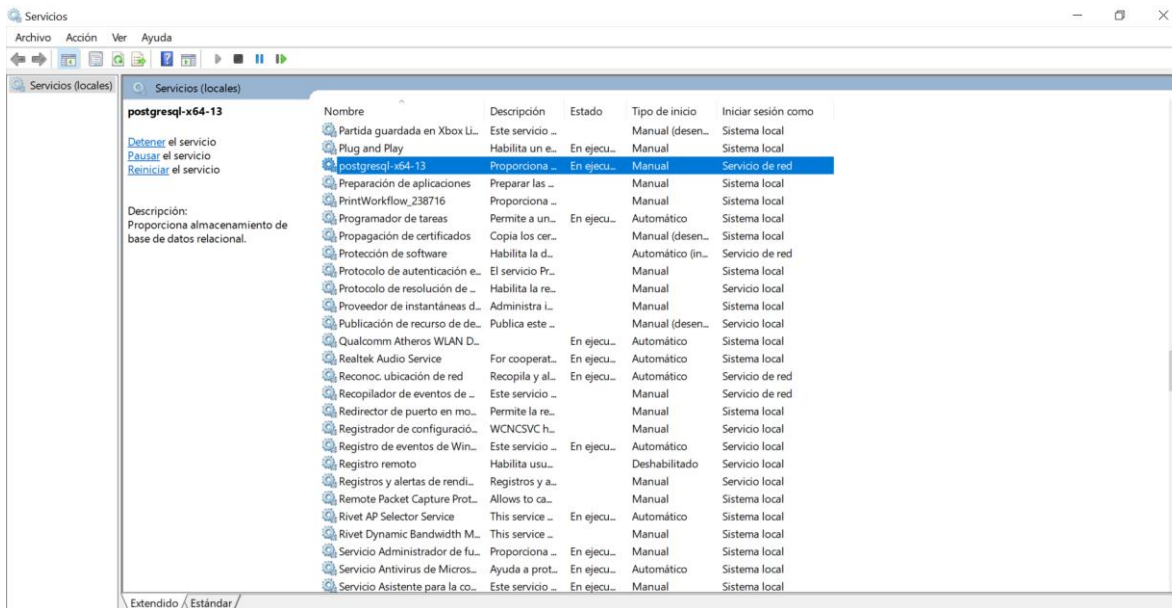 Servicios
Archivo Acción Ver Ayuda
Servicios (locales)
Servicios (locales)
postgresql-x64-13
Detener el servicio
Pausar el servicio
Reiniciar el servicio
Descripción:
Proporciona almacenamiento de
base de datos relacional.
Nombre Descripción Estado Tipo de inicio Iniciar sesión como
Partida guardada en Xbox Li... Este servicio ... Manual (desen... Sistema local
Plug and Play Habilita un e... En ejecu... Manual Sistema local
postgresql-x64-13 Proporciona ... En ejecu... Manual Servicio de red
Preparación de aplicaciones Preparar las ... Manual Sistema local
PrintWorkflow_238716 Proporciona ... Manual Sistema local
Programador de tareas Permite a un... En ejecu... Automático Sistema local
Propagación de certificados Copia los cer... Manual (desen... Sistema local
Protección de software Habilita la d... Automático (in... Servicio de red
Protocolo de autenticación e... El servicio Pr... Manual Sistema local
Protocolo de resolución de ... Habilita la re... Manual Servicio local
Proveedor de instantáneas d... Administra i... Manual Sistema local
Publicación de recurso de de... Publica este ... Manual (desen... Servicio local
Qualcomm Atheros WLAN D... En ejecu... Automático Sistema local
Realtek Audio Service For cooperat... En ejecu... Automático Sistema local
Reconoc. ubicación de red Recopila y al... En ejecu... Automático Servicio de red
Recopilador de eventos de ... Este servicio ... Manual Servicio de red
Redirector de puerto en mo... Permite la re... Manual Sistema local
Registrador de configuració... WCNCSVC h... Manual Servicio local
Registro de eventos de Win... Este servicio ... En ejecu... Automático Servicio local
Registro remoto Habilita usu... Deshabilitado Servicio local
Registros y alertas de rendi... Registros y a... Manual Servicio local
Remote Packet Capture Prot... Allows to ca... Manual Sistema local
Rivet AP Selector Service This service ... En ejecu... Automático Sistema local
Rivet Dynamic Bandwidth M... This service ... Manual Sistema local
Servicio Administrador de fu... Proporciona ... En ejecu... Manual Sistema local
Servicio Antivirus de Micros... Ayuda a prot... En ejecu... Automático Sistema local
Servicio Asistente para la co... Este servicio ... En ejecu... Manual Sistema local
Extendido Estándar